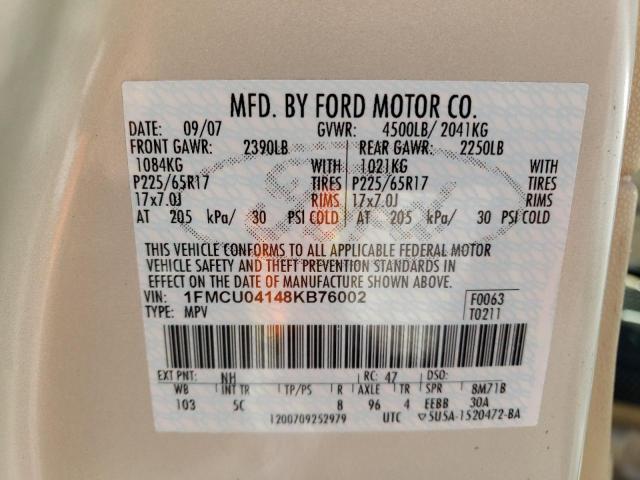 MFD. BY FORD MOTOR CO.
DATE: 09/07 GVWR: 4500LB/ 2041KG
FRONT GAWR: 2390LB REAR GAWR: 2250LB
1084KG WITH 1021KG WITH
P225/65R17 TIRES P225/65R17 TIRES
17x7.0J RIMS 17x7.0J RIMS
AT 205 kPa/ 30 PSI COLD AT 205 kPa/ 30 PSI COLD
THIS VEHICLE CONFORMS TO ALL APPLICABLE FEDERAL MOTOR
VEHICLE SAFETY AND THEFT PREVENTION STANDARDS IN
EFFECT ON THE DATE OF MANUFACTURE SHOWN ABOVE.
VIN: 1FMCU04148KB76002 F0063
TYPE: MPV T0211
EXT PNT: NH RC: 47 DSO:
WB INT TR TP/PS R AXLE TR SPR 8M71B
103 5C 8 96 4 EEBB 30A
1200709252979 UTC ▽5U5A-1520472-BA